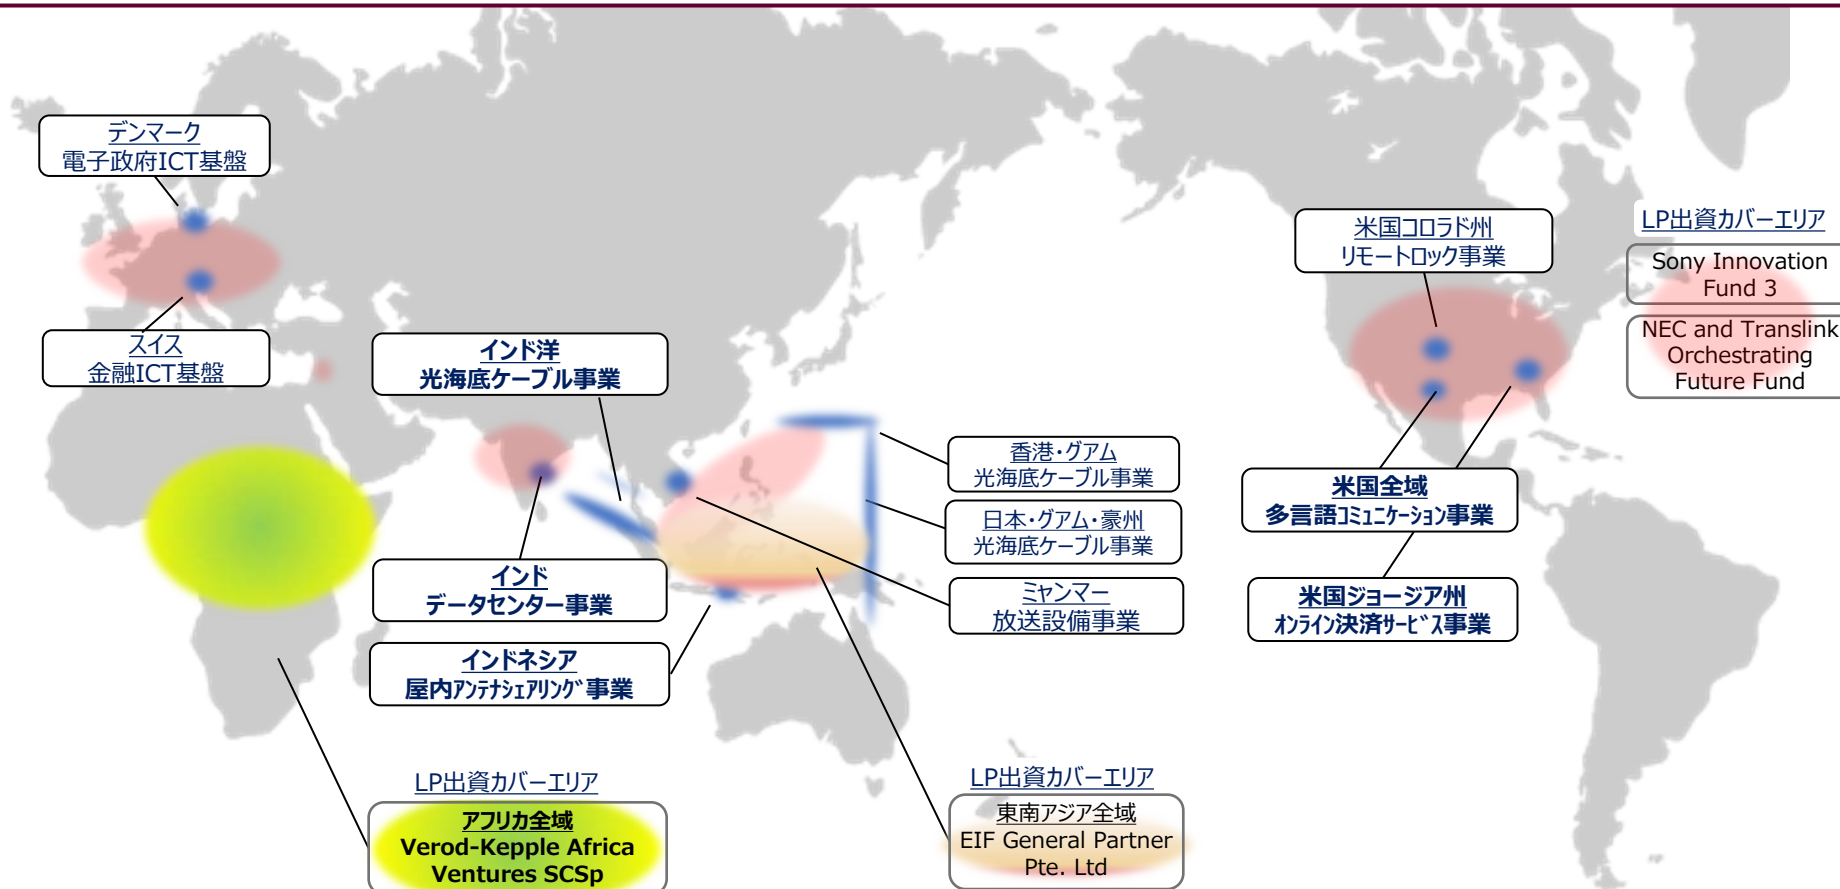 デンマーク
電子政府ICT基盤
スイス
金融ICT基盤
インド洋
光海底ケーブル事業
インド
データセンター事業
インドネシア
屋内ｱﾝﾃﾅｼｪｱﾘﾝｸﾞ事業
香港・グアム
光海底ケーブル事業
日本・グアム・豪州
光海底ケーブル事業
ミャンマー
放送設備事業
米国コロラド州
リモートロック事業
米国全域
多言語ｺﾐｭﾆｹｰｼｮﾝ事業
米国ジョージア州
ｵﾝﾗｲﾝ決済ｻｰﾋﾞｽ事業
LP出資カバーエリア
Sony Innovation
Fund 3
NEC and Translink
Orchestrating
Future Fund
LP出資カバーエリア
アフリカ全域
Verod-Kepple Africa
Ventures SCSp
LP出資カバーエリア
東南アジア全域
EIF General Partner
Pte. Ltd